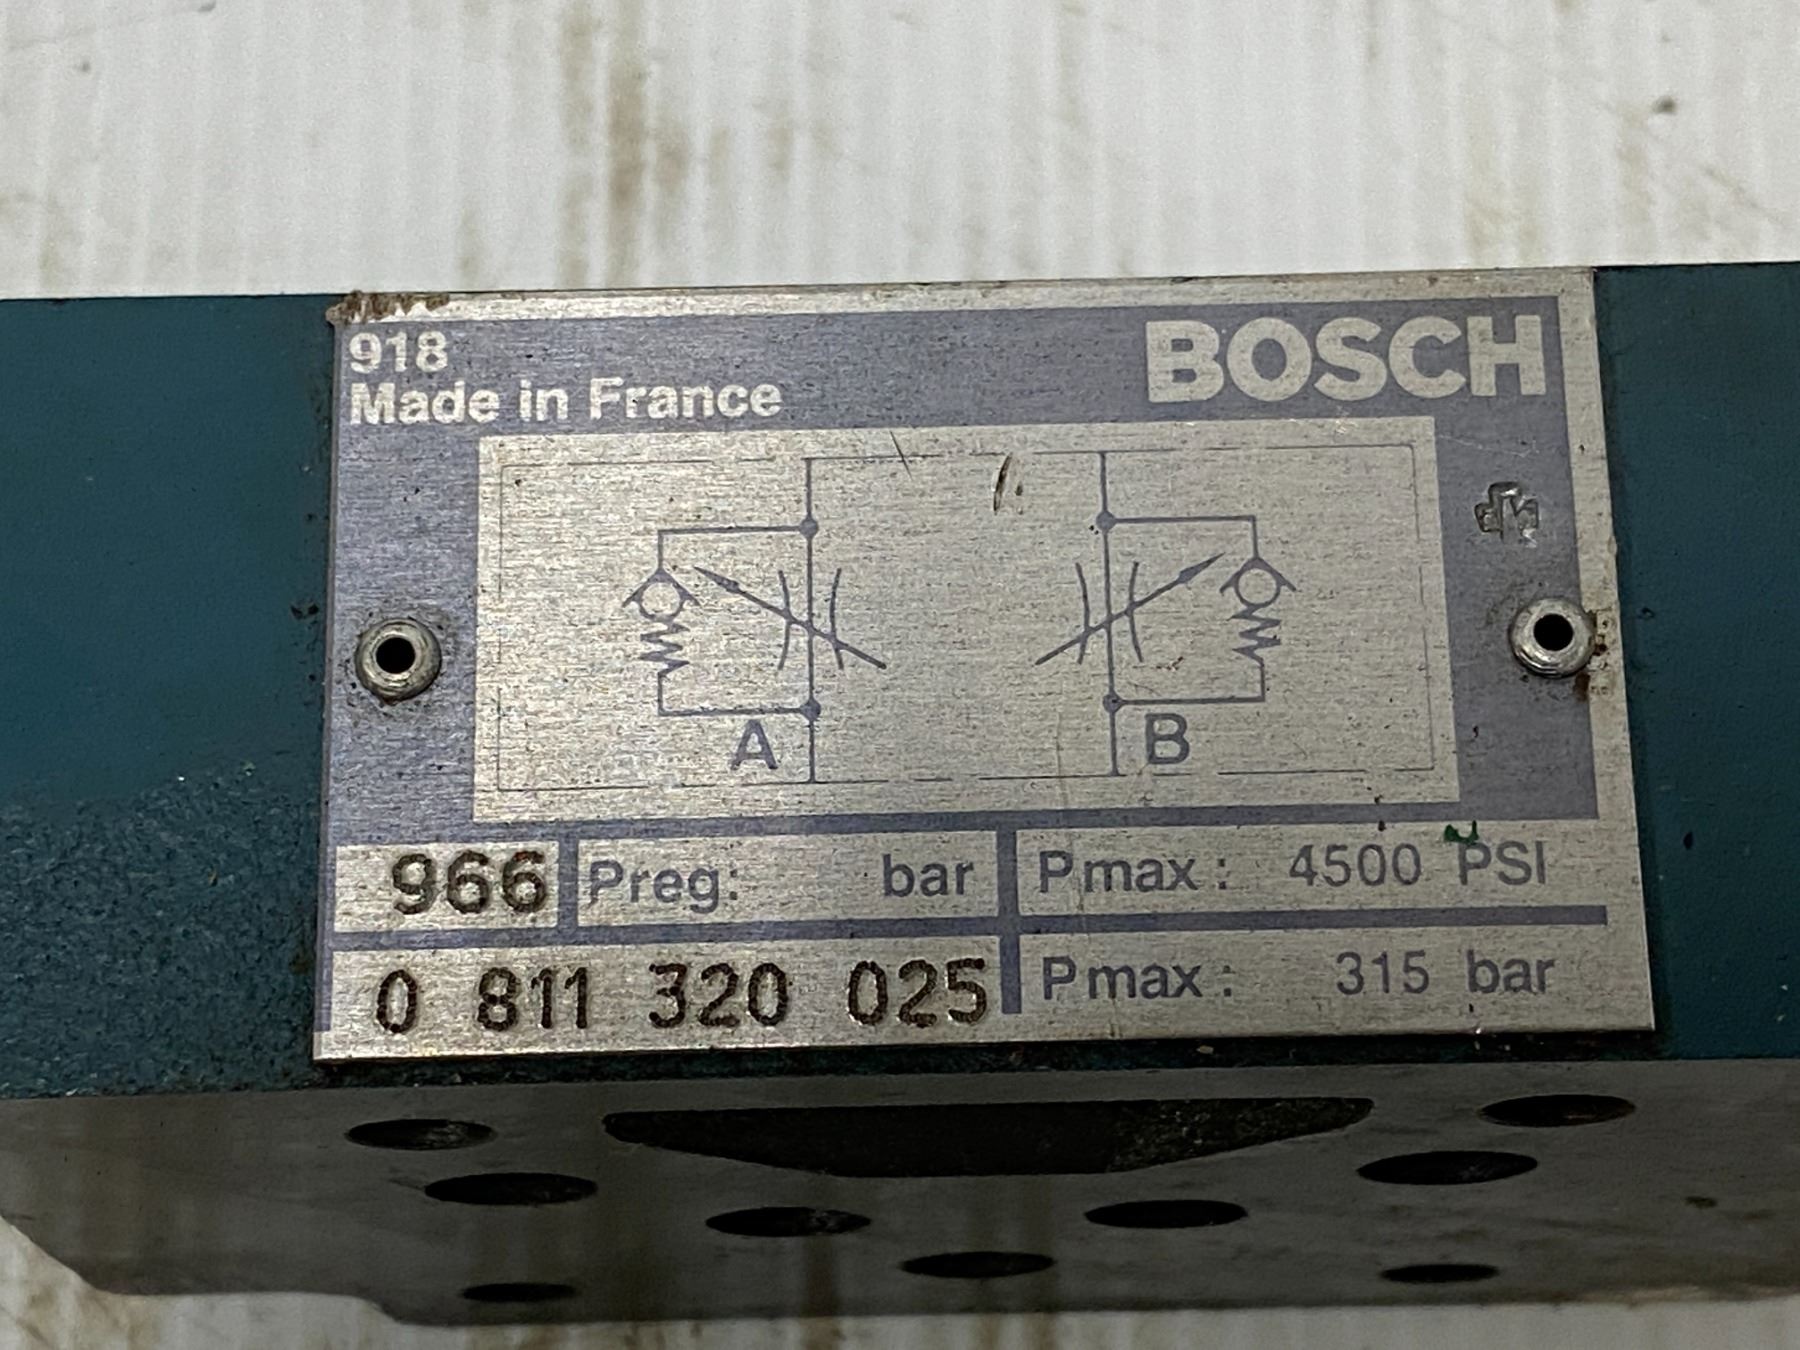 918
Made in France
BOSCH
A
B
966
Preg: bar
Pmax: 4500 PSI
0 811 320 025
Pmax: 315 bar